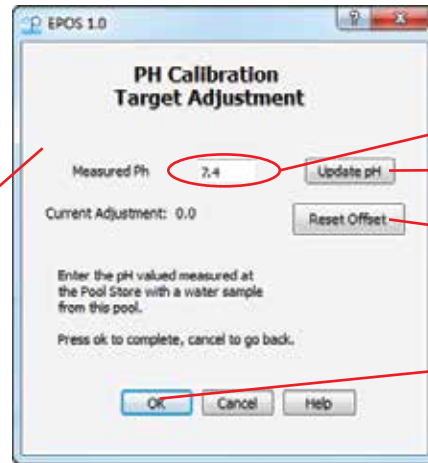 EPOS 1.0
PH Calibration
Target Adjustment
Measured Ph 7.4 Update pH
Current Adjustment: 0.0 Reset Offset
Enter the pH valued measured at
the Pool Store with a water sample
from this pool.
Press ok to complete, cancel to go back.
OK Cancel Help